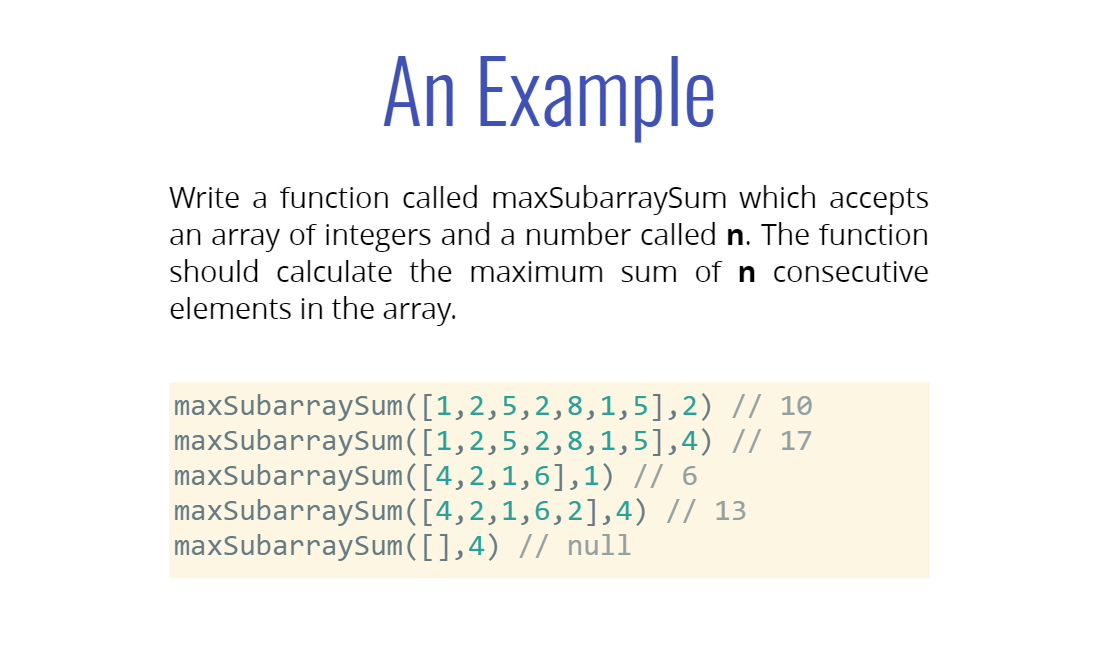 An Example
Write a function called maxSubarraySum which accepts
an array of integers and a number called n. The function
should calculate the maximum sum of n consecutive
elements in the array.
maxSubarraySum([1,2,5,2,8,1,5],2) // 10
maxSubarraySum([1,2,5,2,8,1,5],4) // 17
maxSubarraySum([4,2,1,6],1) // 6
maxSubarraySum([4,2,1,6,2],4) // 13
maxSubarraySum([],4) // null